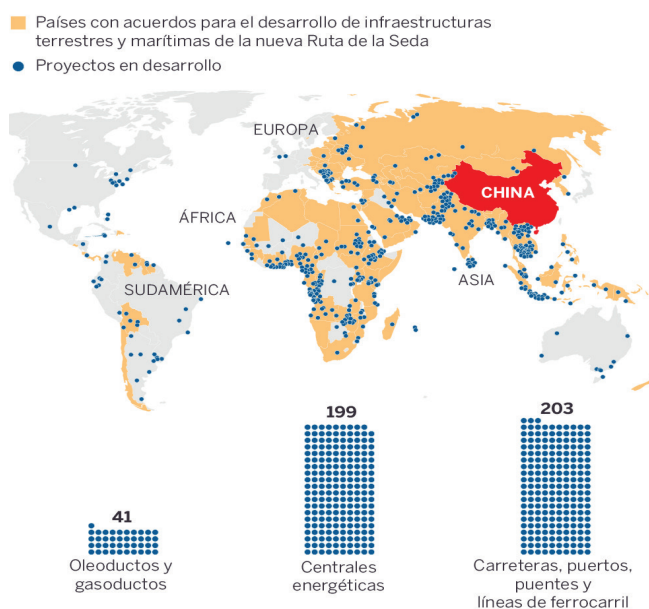 Países con acuerdos para el desarrollo de infraestructuras
terrestres y marítimas de la nueva Ruta de la Seda
Proyectos en desarrollo
EUROPA
CHINA
ÁFRICA
ASIA
SUDAMÉRICA
41
Oleoductos y
gasoductos
199
Centrales
energéticas
203
Carreteras, puertos,
puentes y
líneas de ferrocarril